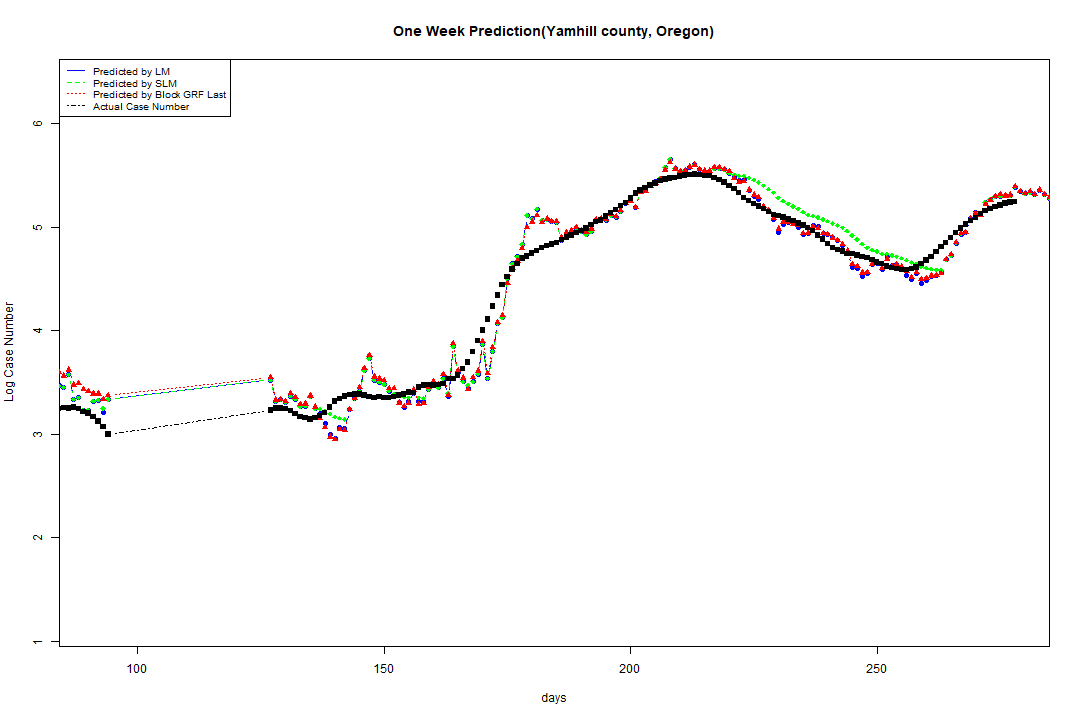 One Week Prediction(Yamhill county, Oregon)
Predicted by LM
Predicted by SLM
Predicted by Block GRF Last
Actual Case Number
Log Case Number
6
5
4
3
2
1
100 150 200 250
days